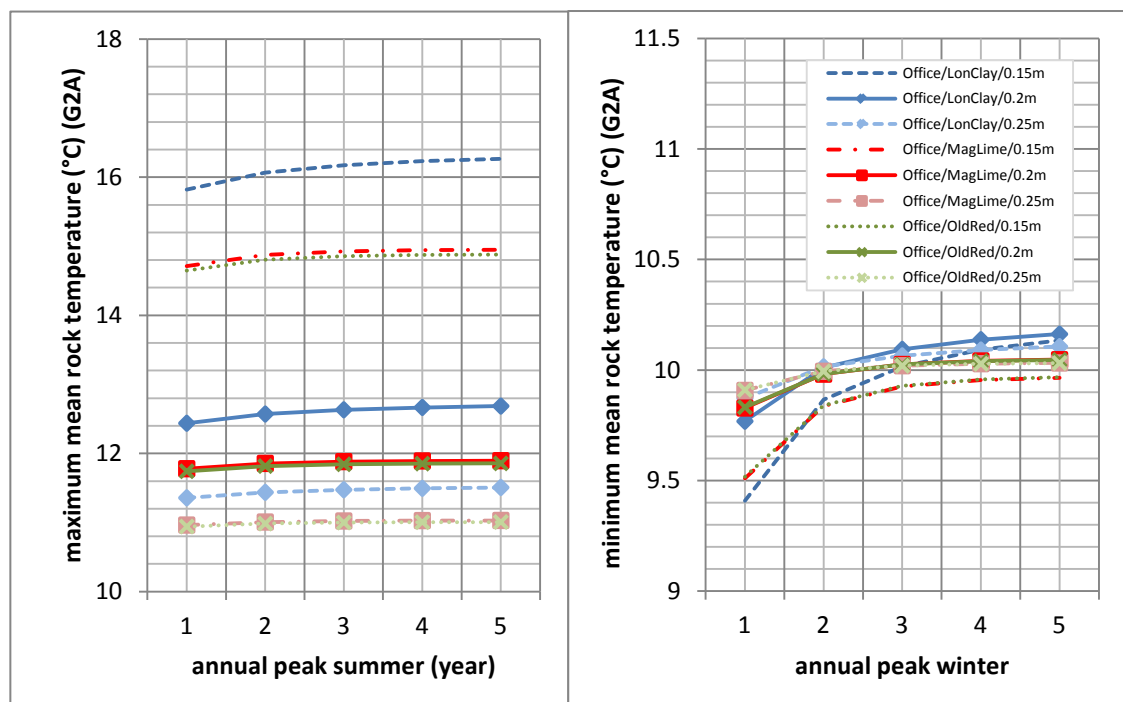 maximum mean rock temperature (°C) (G2A)
18
16
14
12
10
1 2 3 4 5
annual peak summer (year)
minimum mean rock temperature (°C) (G2A)
11.5
11
10.5
10
9.5
9
1 2 3 4 5
annual peak winter
Office/LonClay/0.15m
Office/LonClay/0.2m
Office/LonClay/0.25m
Office/MagLime/0.15m
Office/MagLime/0.2m
Office/MagLime/0.25m
Office/OldRed/0.15m
Office/OldRed/0.2m
Office/OldRed/0.25m